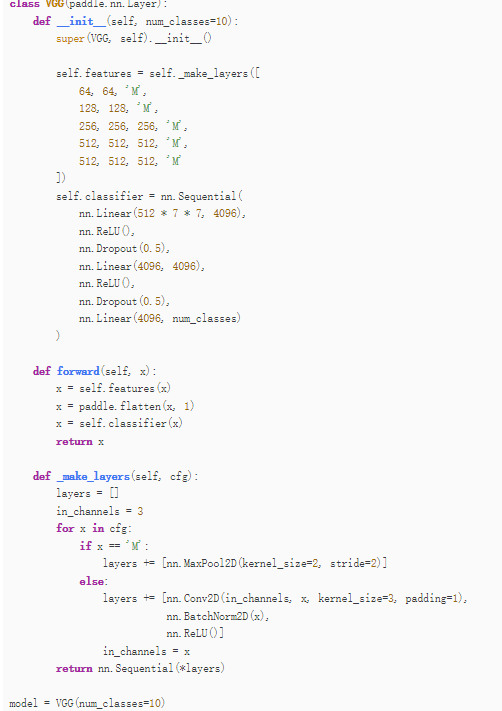 class VGG(paddle.nn.Layer):
    def __init__(self, num_classes=10):
        super(VGG, self).__init__()

        self.features = self._make_layers([
            64, 64, 'M',
            128, 128, 'M',
            256, 256, 256, 'M',
            512, 512, 512, 'M',
            512, 512, 512, 'M'
        ])
        self.classifier = nn.Sequential(
            nn.Linear(512 * 7 * 7, 4096),
            nn.ReLU(),
            nn.Dropout(0.5),
            nn.Linear(4096, 4096),
            nn.ReLU(),
            nn.Dropout(0.5),
            nn.Linear(4096, num_classes)
        )

    def forward(self, x):
        x = self.features(x)
        x = paddle.flatten(x, 1)
        x = self.classifier(x)
        return x

    def _make_layers(self, cfg):
        layers = []
        in_channels = 3
        for x in cfg:
            if x == 'M':
                layers += [nn.MaxPool2D(kernel_size=2, stride=2)]
            else:
                layers += [nn.Conv2D(in_channels, x, kernel_size=3, padding=1),
                           nn.BatchNorm2D(x),
                           nn.ReLU()]
                in_channels = x
        return nn.Sequential(*layers)

model = VGG(num_classes=10)